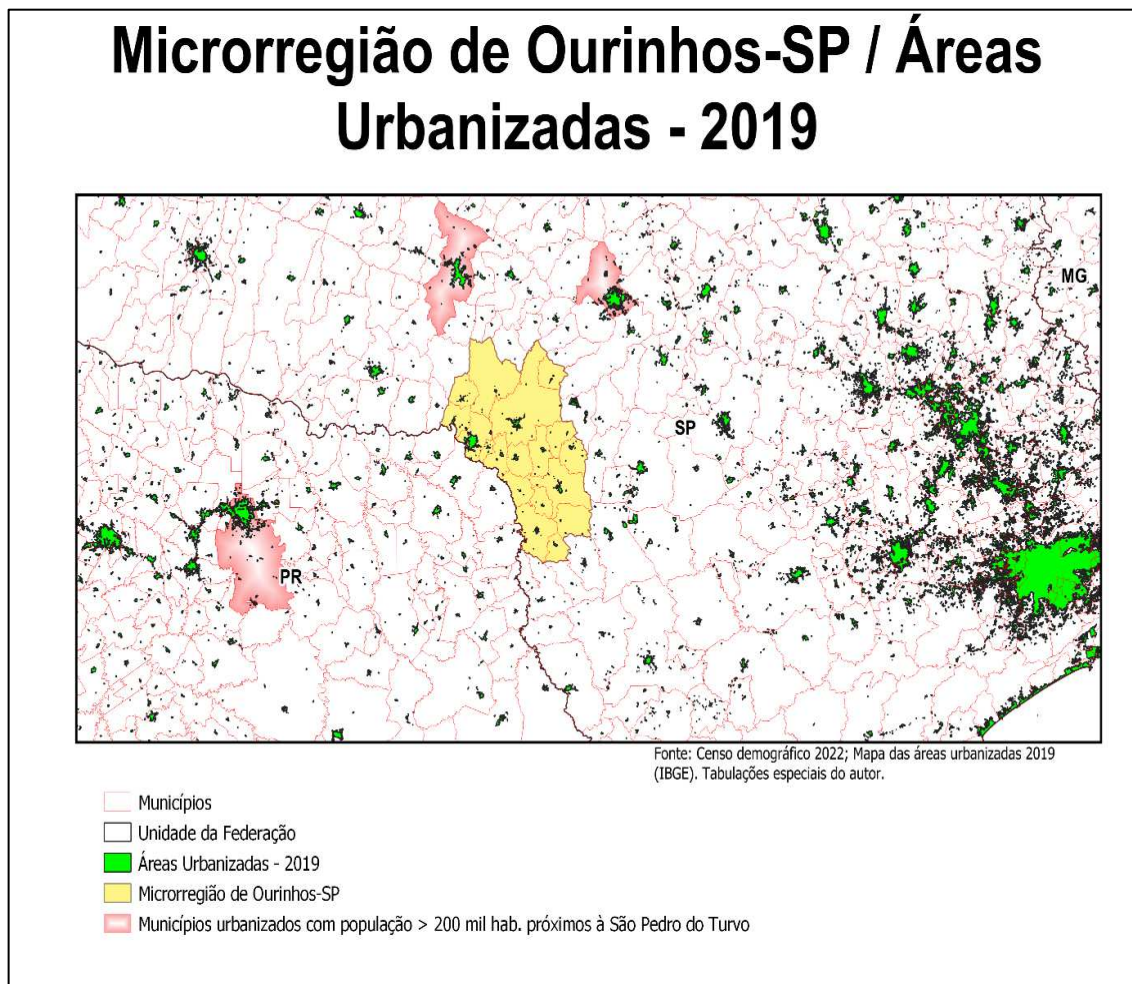 Microrregião de Ourinhos-SP / Áreas
Urbanizadas - 2019
MG
SP
PR
Fonte: Censo demográfico 2022; Mapa das áreas urbanizadas 2019
(IBGE). Tabulações especiais do autor.
Municípios
Unidade da Federação
Áreas Urbanizadas - 2019
Microrregião de Ourinhos-SP
Municípios urbanizados com população > 200 mil hab. próximos à São Pedro do Turvo